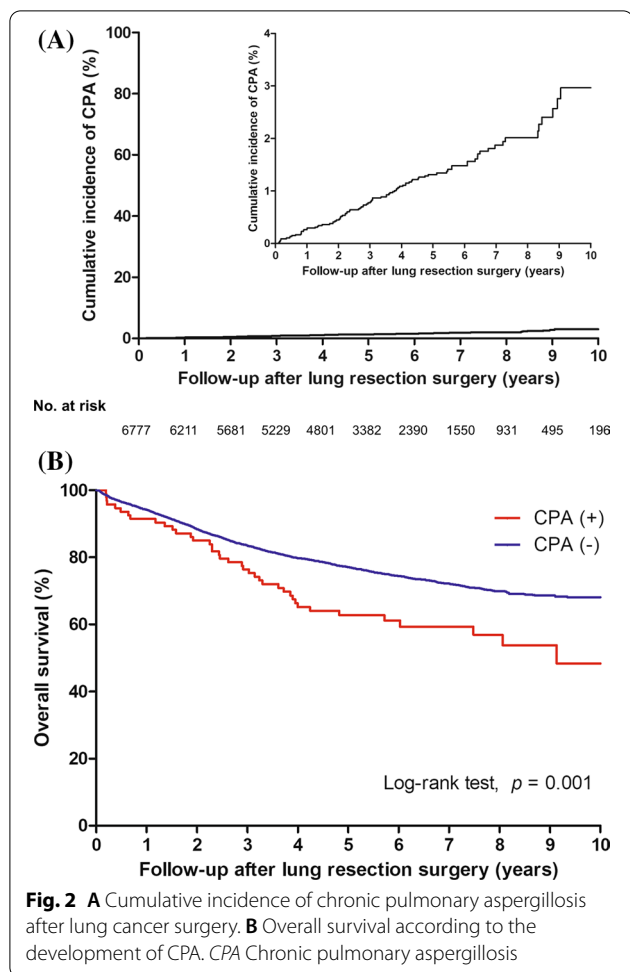 (A)
Cumulative incidence of CPA (%)
100
80
60
40
20
0
0 1 2 3 4 5 6 7 8 9 10
Follow-up after lung resection surgery (years)
Cumulative incidence of CPA (%)
4
3
2
1
0
0 1 2 3 4 5 6 7 8 9 10
Follow-up after lung resection surgery (years)
No. at risk
6777 6211 5681 5229 4801 3382 2390 1550 931 495 196
(B)
Overall survival (%)
100
80
60
40
20
0
CPA (+)
CPA (-)
Log-rank test, p = 0.001
0 1 2 3 4 5 6 7 8 9 10
Follow-up after lung resection surgery (years)
Fig. 2 A Cumulative incidence of chronic pulmonary aspergillosis
after lung cancer surgery. B Overall survival according to the
development of CPA. CPA Chronic pulmonary aspergillosis